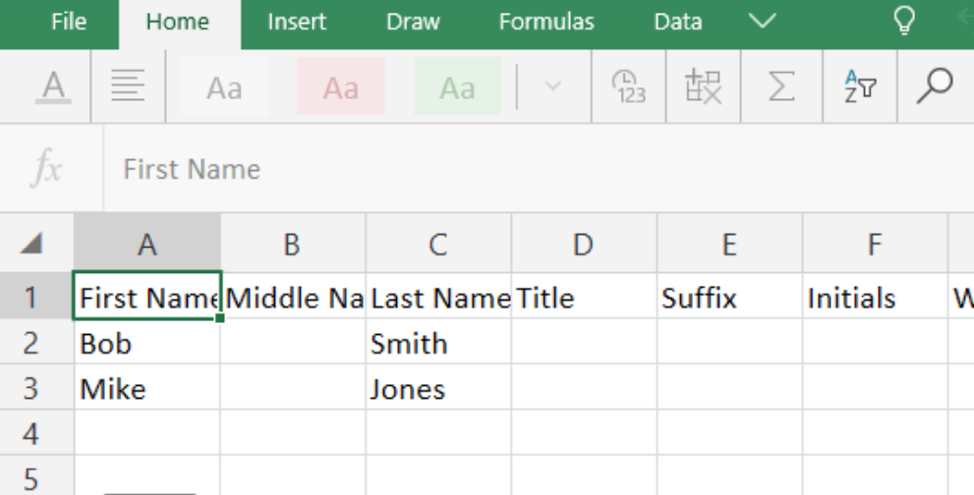 File Home Insert Draw Formulas Data
A Aa Aa Aa 123 Σ AZ
fx First Name
A B C D E F
1 First Name Middle Na Last Name Title Suffix Initials W
2 Bob Smith
3 Mike Jones
4
5